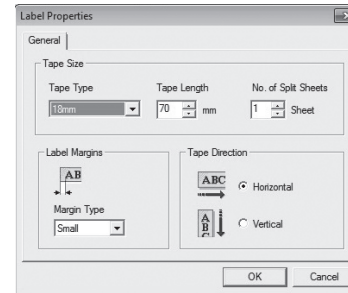 Label Properties
General
Tape Size
Tape Type
Tape Length
No. of Split Sheets
18mm
70 mm
1 Sheet
Label Margins
AB
Margin Type
Small
Tape Direction
ABC
Horizontal
A
B
C
Vertical
OK
Cancel